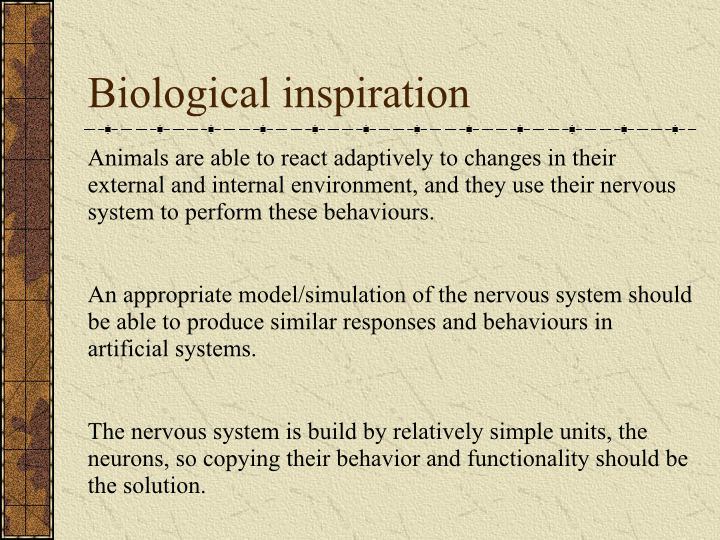 Biological inspiration
Animals are able to react adaptively to changes in their
external and internal environment, and they use their nervous
system to perform these behaviours.
An appropriate model/simulation of the nervous system should
be able to produce similar responses and behaviours in
artificial systems.
The nervous system is build by relatively simple units, the
neurons, so copying their behavior and functionality should be
the solution.